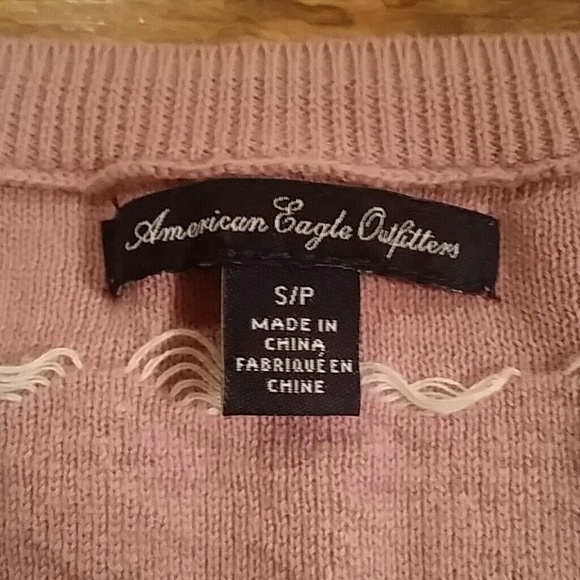 American Eagle Outfitters
S/P
MADE IN
CHINA
FABRIQUÉ EN
CHINE